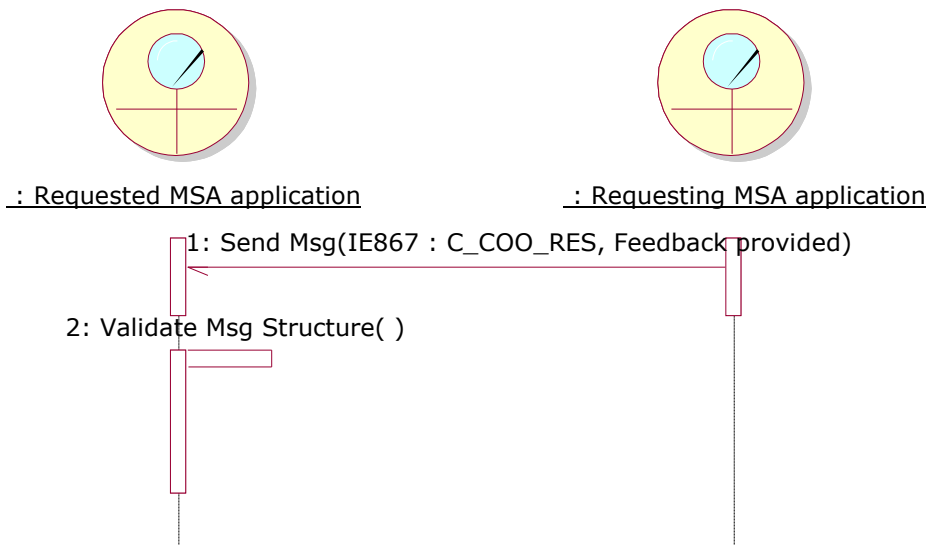 : Requested MSA application
: Requesting MSA application
1: Send Msg(IE867 : C_COO_RES, Feedback provided)
2: Validate Msg Structure( )